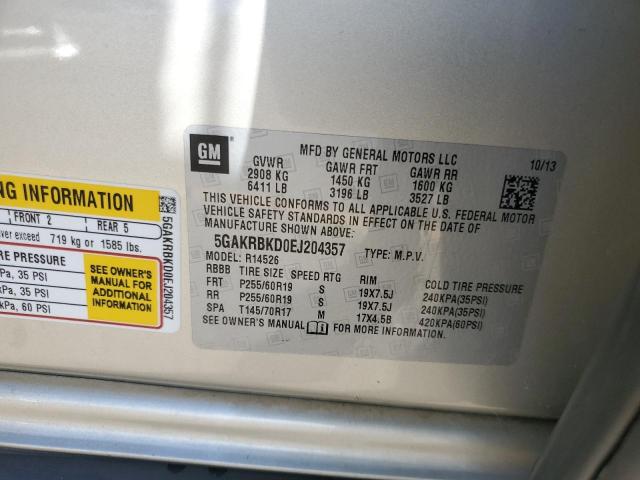 GM
MFD BY GENERAL MOTORS LLC 10/13
GVWR GAWR FRT GAWR RR
2908 KG 1450 KG 1600 KG
6411 LB 3196 LB 3527 LB
THIS VEHICLE CONFORMS TO ALL APPLICABLE U.S. FEDERAL MOTOR
VEHICLE SAFETY STANDARDS IN EFFECT ON THE DATE OF
MANUFACTURE SHOWN ABOVE:
5GAKRBKD0EJ204357 TYPE: M.P.V.
MODEL: R14526
RBBB TIRE SIZE SPEED RTG RIM COLD TIRE PRESSURE
FRT P255/60R19 S 19X7.5J 240KPA(35PSI)
RR P255/60R19 S 19X7.5J 240KPA(35PSI)
SPA T145/70R17 M 17X4.5B 420KPA(60PSI)
SEE OWNER'S MANUAL FOR MORE INFORMATION.
NG INFORMATION
FRONT 2 REAR 5
ver exceed 719 kg or 1585 lbs.
E PRESSURE
Pa, 35 PSI
Pa, 35 PSI
kPa, 60 PSI
SEE OWNER'S
MANUAL FOR
ADDITIONAL
INFORMATION
5GAKRBKD0EJ204357